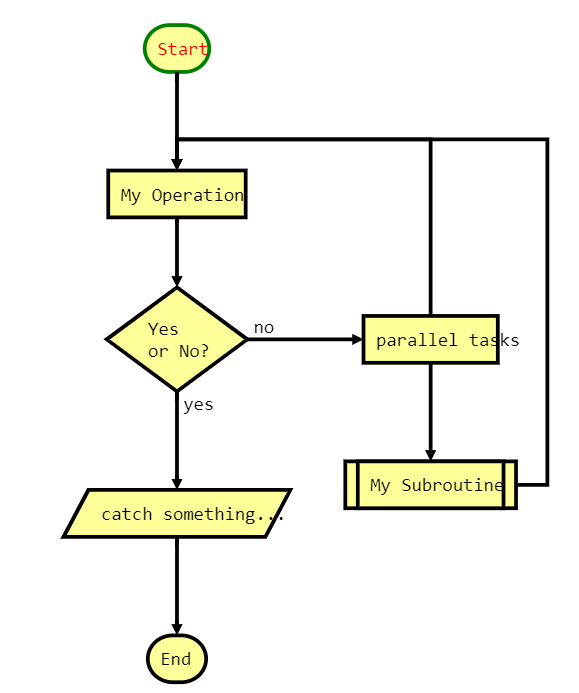 Start
My Operation
Yes
or No?
no
parallel tasks
yes
My Subroutine
catch something...
End